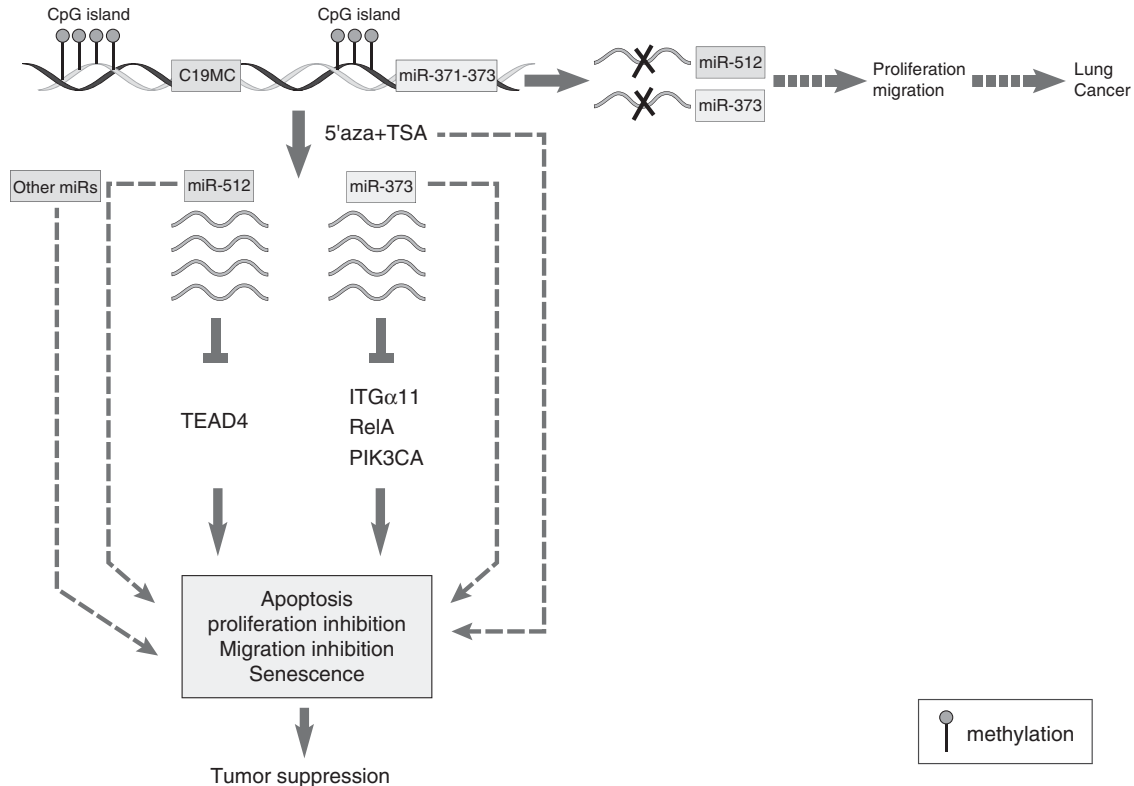 CpG island
CpG island
C19MC
miR-371-373
miR-512
miR-373
Proliferation
migration
Lung
Cancer
5'aza+TSA
Other miRs
miR-512
miR-373
TEAD4
ITGα11
RelA
PIK3CA
Apoptosis
proliferation inhibition
Migration inhibition
Senescence
Tumor suppression
methylation